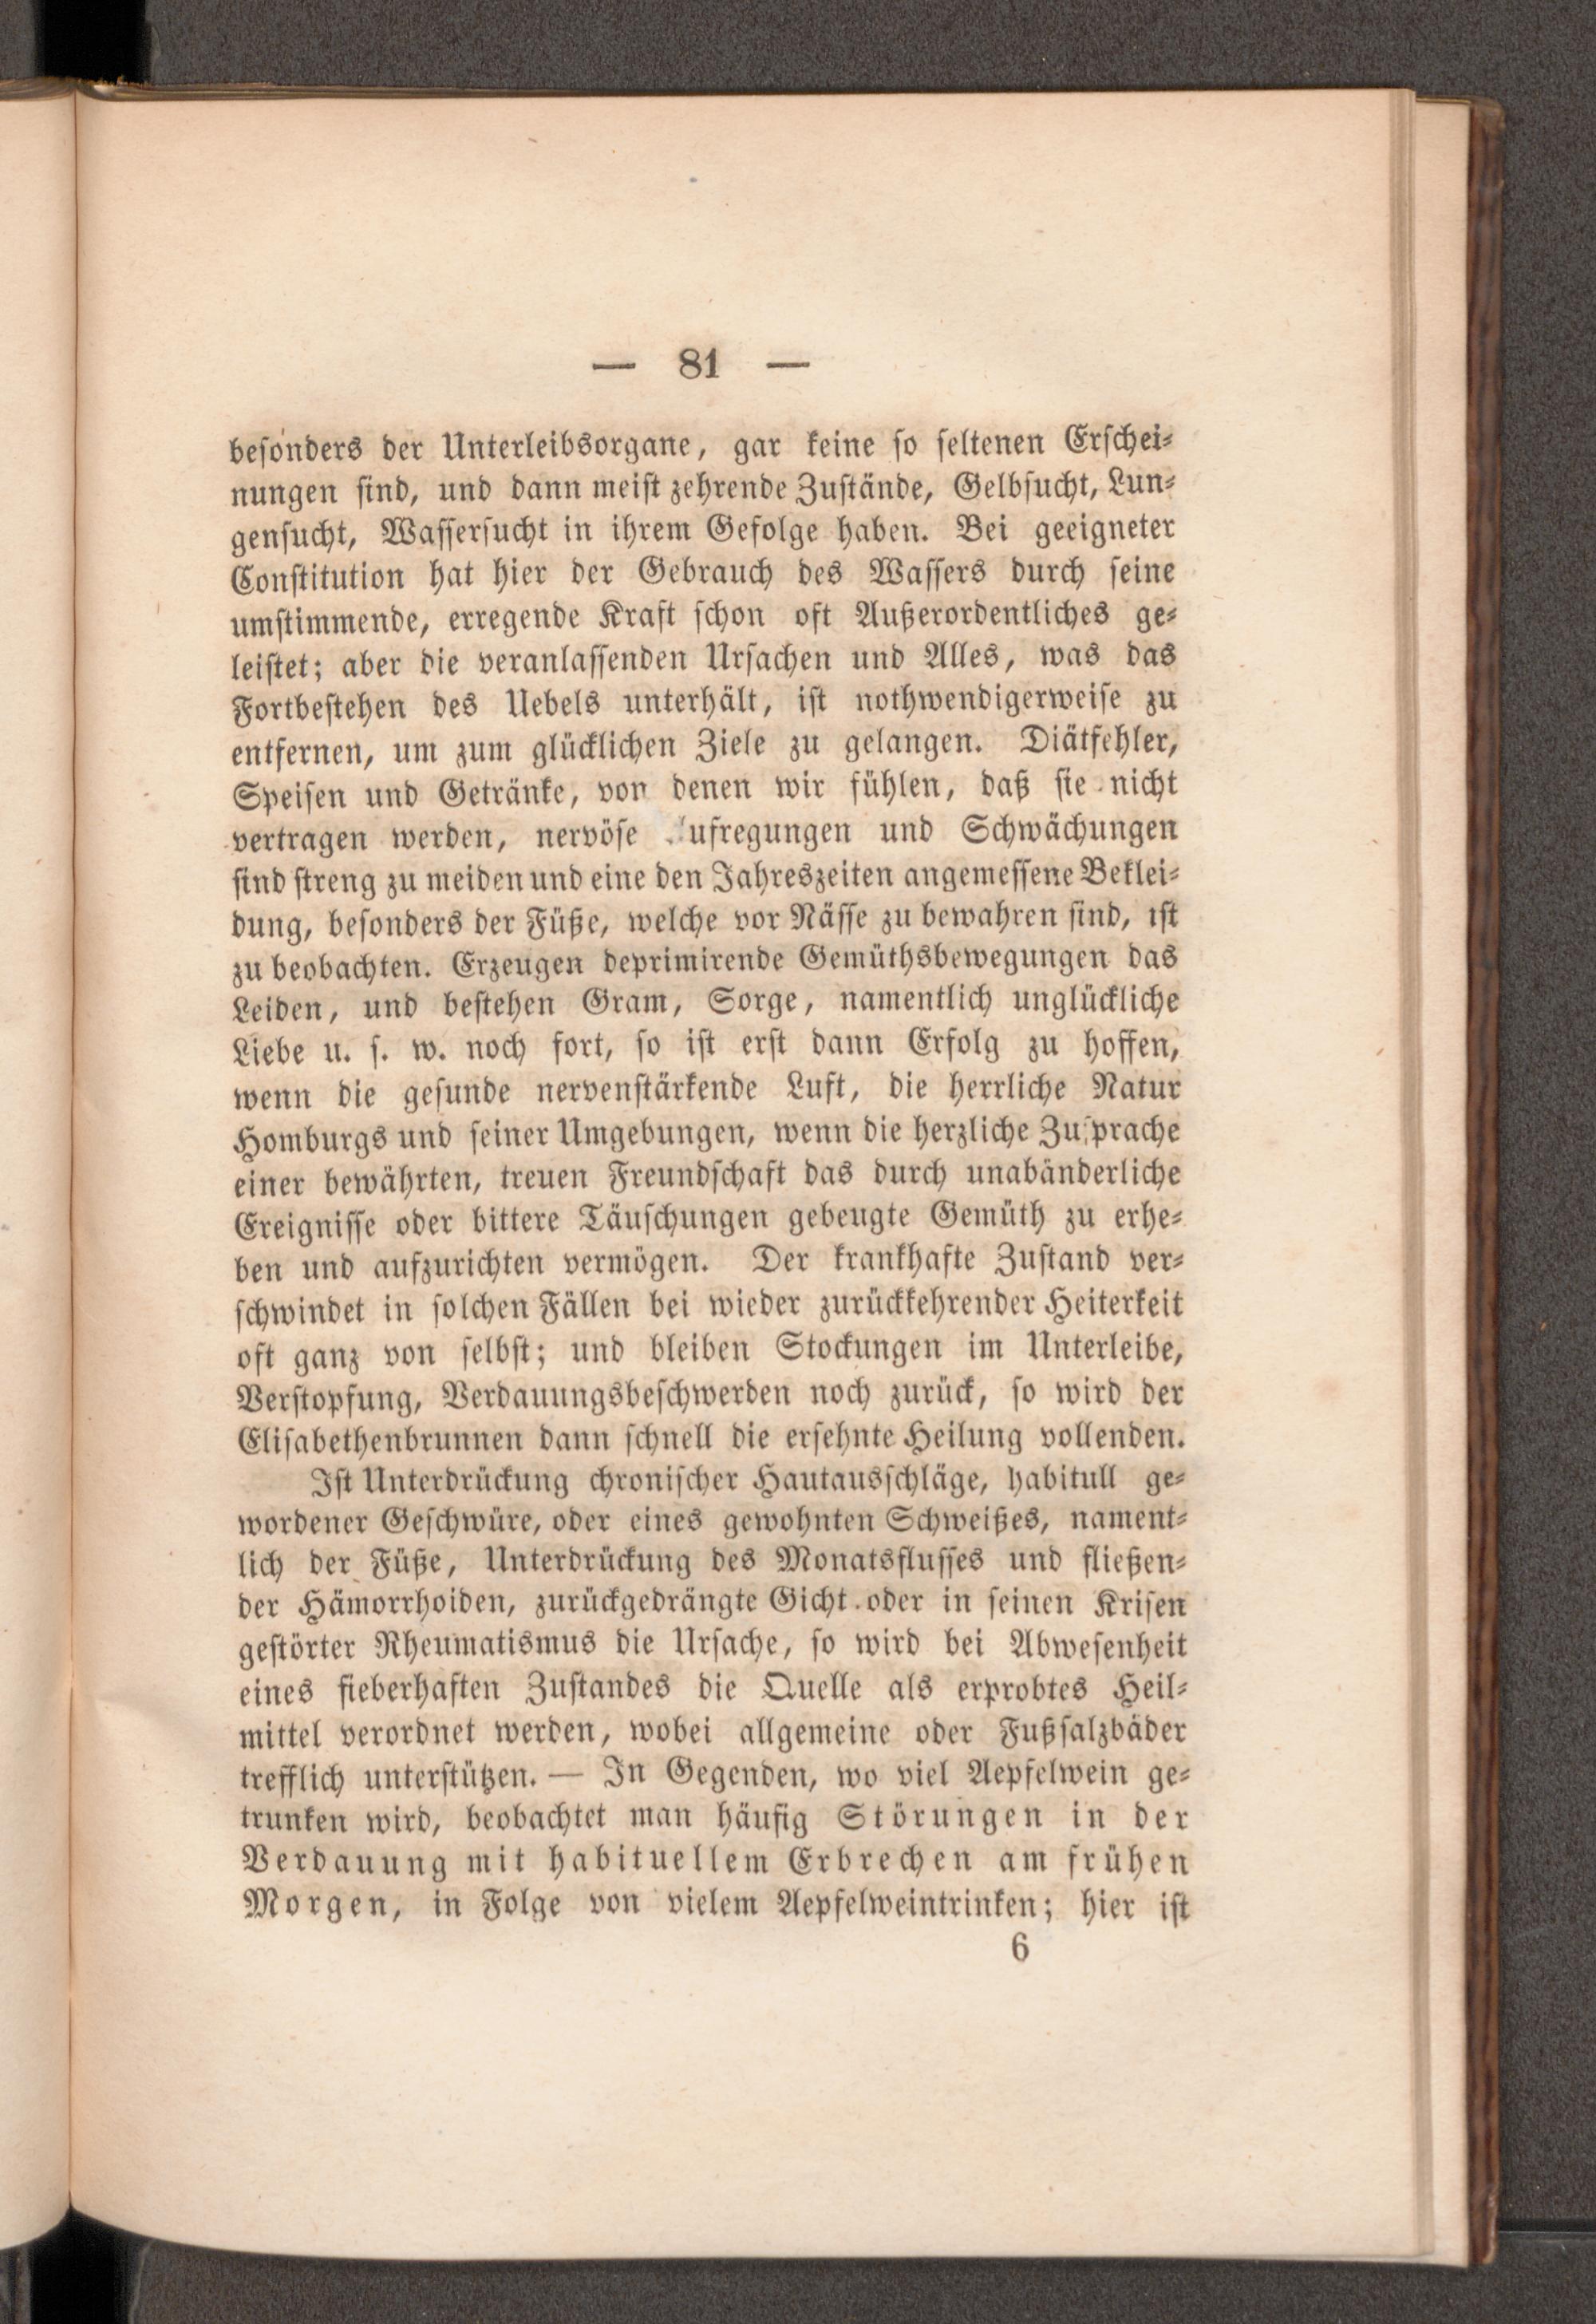 — 81 —
besonders der Unterleibsorgane, gar keine so seltenen Erschei-
nungen sind, und dann meist zehrende Zustände, Gelbsucht, Lun-
gensucht, Wassersucht in ihrem Gefolge haben. Bei geeigneter
Constitution hat hier der Gebrauch des Wassers durch seine
umstimmende, erregende Kraft schon oft Außerordentliches ge-
leistet; aber die veranlassenden Ursachen und Alles, was das
Fortbestehen des Uebels unterhält, ist nothwendigerweise zu
entfernen, um zum glücklichen Ziele zu gelangen. Diätfehler,
Speisen und Getränke, von denen wir fühlen, daß sie nicht
vertragen werden, nervöse Aufregungen und Schwächungen
sind streng zu meiden und eine den Jahreszeiten angemessene Beklei-
dung, besonders der Füße, welche vor Nässe zu bewahren sind, ist
zu beobachten. Erzeugen deprimirende Gemüthsbewegungen das
Leiden, und bestehen Gram, Sorge, namentlich unglückliche
Liebe u. s. w. noch fort, so ist erst dann Erfolg zu hoffen,
wenn die gesunde nervenstärkende Luft, die herrliche Natur
Homburgs und seiner Umgebungen, wenn die herzliche Zusprache
einer bewährten, treuen Freundschaft das durch unabänderliche
Ereignisse oder bittere Täuschungen gebeugte Gemüth zu erhe-
ben und aufzurichten vermögen. Der krankhafte Zustand ver-
schwindet in solchen Fällen bei wieder zurückkehrender Heiterkeit
oft ganz von selbst; und bleiben Stockungen im Unterleibe,
Verstopfung, Verdauungsbeschwerden noch zurück, so wird der
Elisabethenbrunnen dann schnell die ersehnte Heilung vollenden.
Ist Unterdrückung chronischer Hautausschläge, habitull ge-
wordener Geschwüre, oder eines gewohnten Schweißes, nament-
lich der Füße, Unterdrückung des Monatsflusses und fließen-
der Hämorrhoiden, zurückgedrängte Gicht oder in seinen Krisen
gestörter Rheumatismus die Ursache, so wird bei Abwesenheit
eines fieberhaften Zustandes die Quelle als erprobtes Heil-
mittel verordnet werden, wobei allgemeine oder Fußsalzbäder
trefflich unterstützen. — In Gegenden, wo viel Aepfelwein ge-
trunken wird, beobachtet man häufig Störungen in der
Verdauung mit habituellem Erbrechen am frühen
Morgen, in Folge von vielem Aepfelweintrinken; hier ist
6